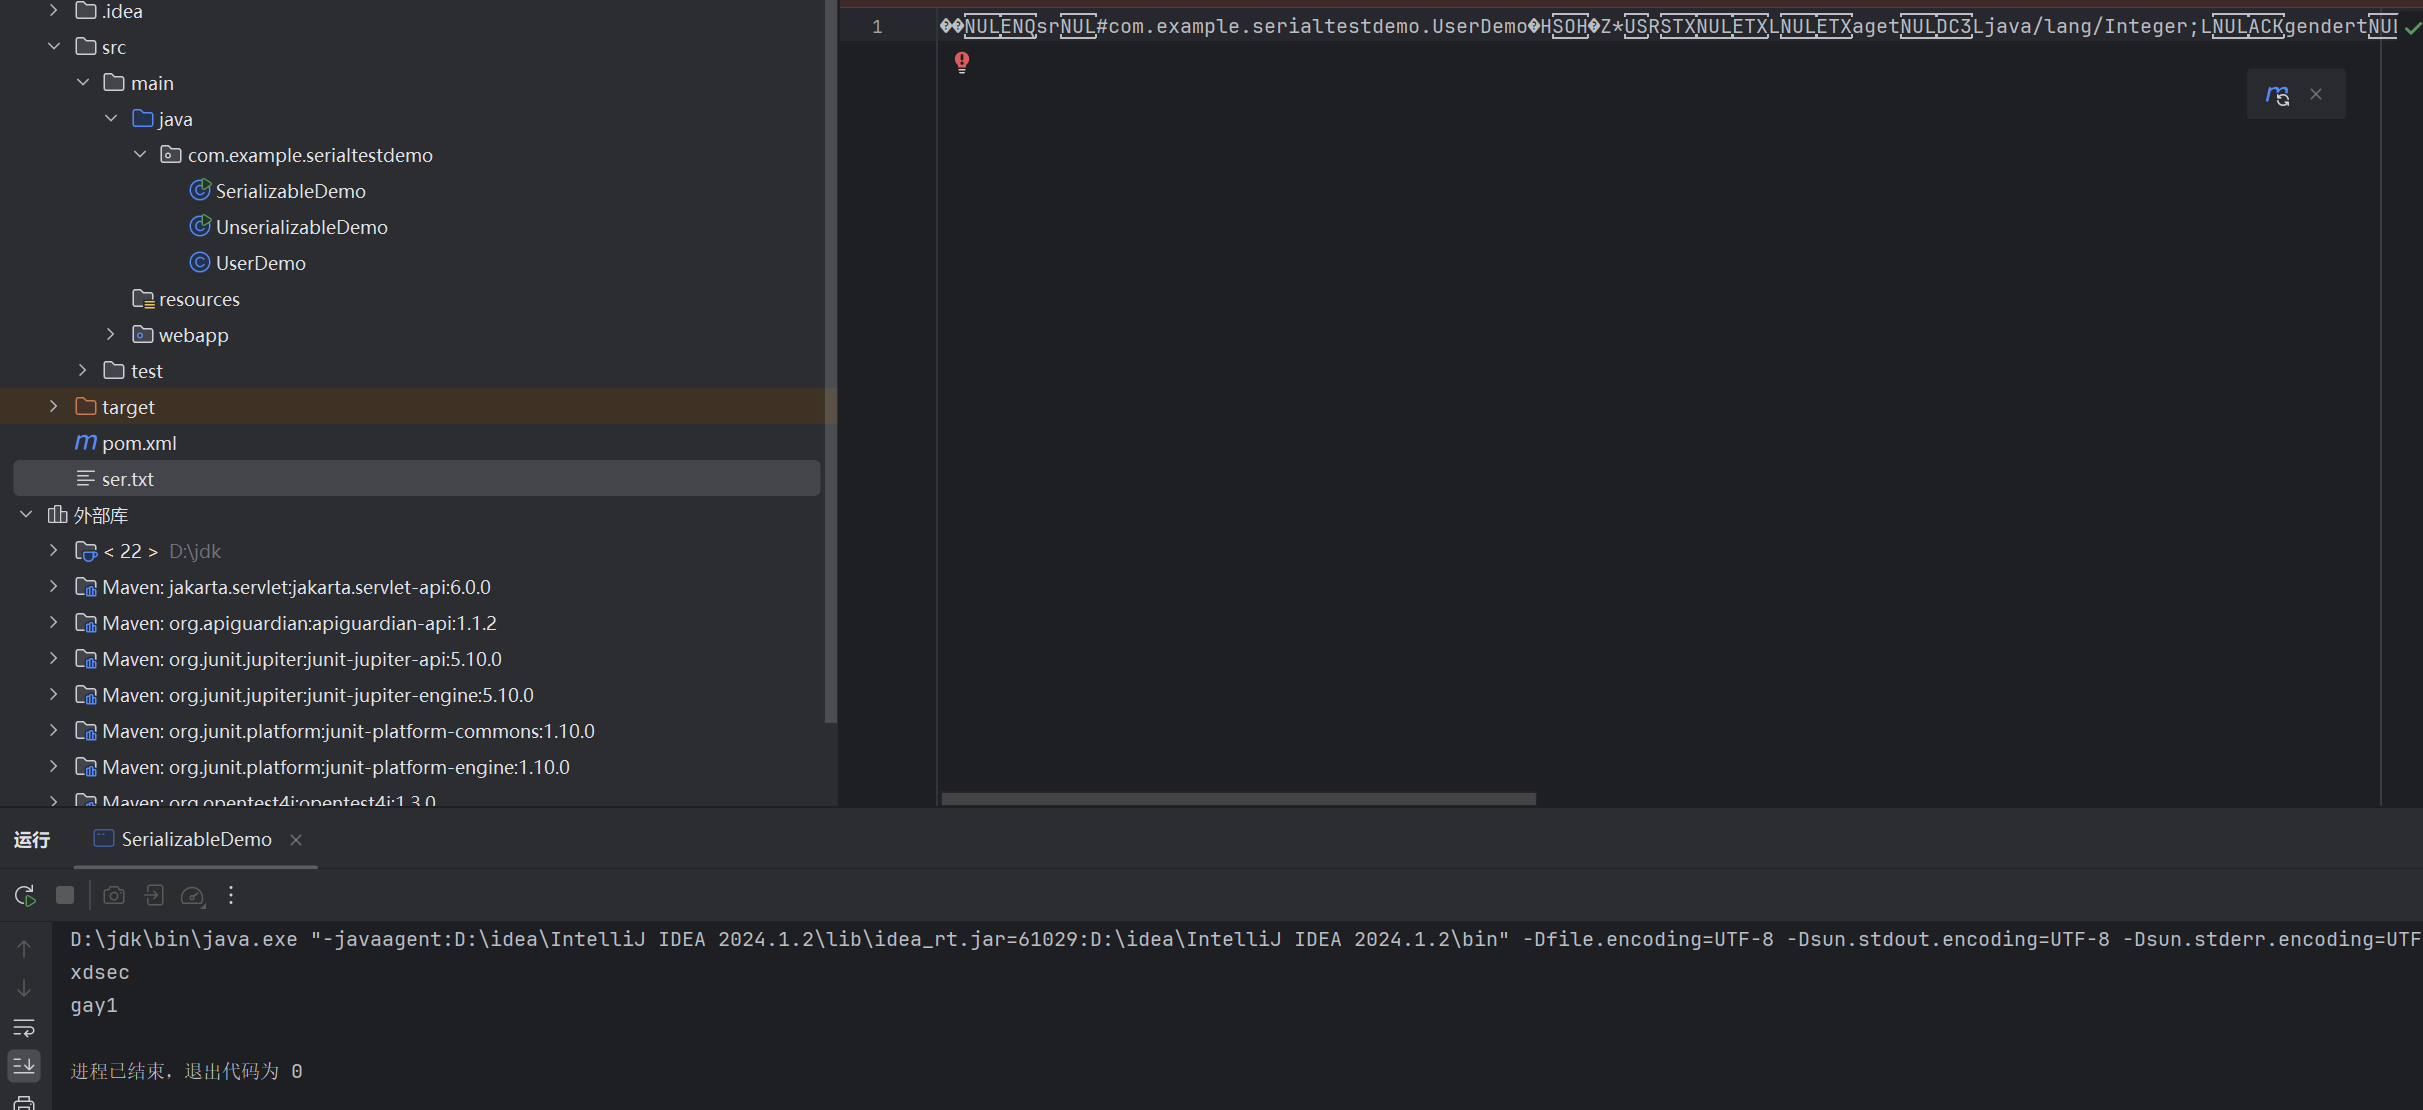 .idea
src
main
java
com.example.serialtestdemo
SerializableDemo
UnserializableDemo
UserDemo
resources
webapp
test
target
m pom.xml
ser.txt
外部库
< 22 > D:\jdk
Maven: jakarta.servlet:jakarta.servlet-api:6.0.0
Maven: org.apiguardian:apiguardian-api:1.1.2
Maven: org.junit.jupiter:junit-jupiter-api:5.10.0
Maven: org.junit.jupiter:junit-jupiter-engine:5.10.0
Maven: org.junit.platform:junit-platform-commons:1.10.0
Maven: org.junit.platform:junit-platform-engine:1.10.0
Maven: org.opentest4j:opentest4j:1.3.0
1 ��NULENQsrNUL#com.example.serialtestdemo.UserDemo�HSOH�Z*USRSTXNULETXLNULETXagetNULDC3Ljava/lang/Integer;LNULACKgendertNUL
运行 SerializableDemo
D:\jdk\bin\java.exe "-javaagent:D:\idea\IntelliJ IDEA 2024.1.2\lib\idea_rt.jar=61029:D:\idea\IntelliJ IDEA 2024.1.2\bin" -Dfile.encoding=UTF-8 -Dsun.stdout.encoding=UTF-8 -Dsun.stderr.encoding=UTF
xdsec
gay1
进程已结束，退出代码为 0